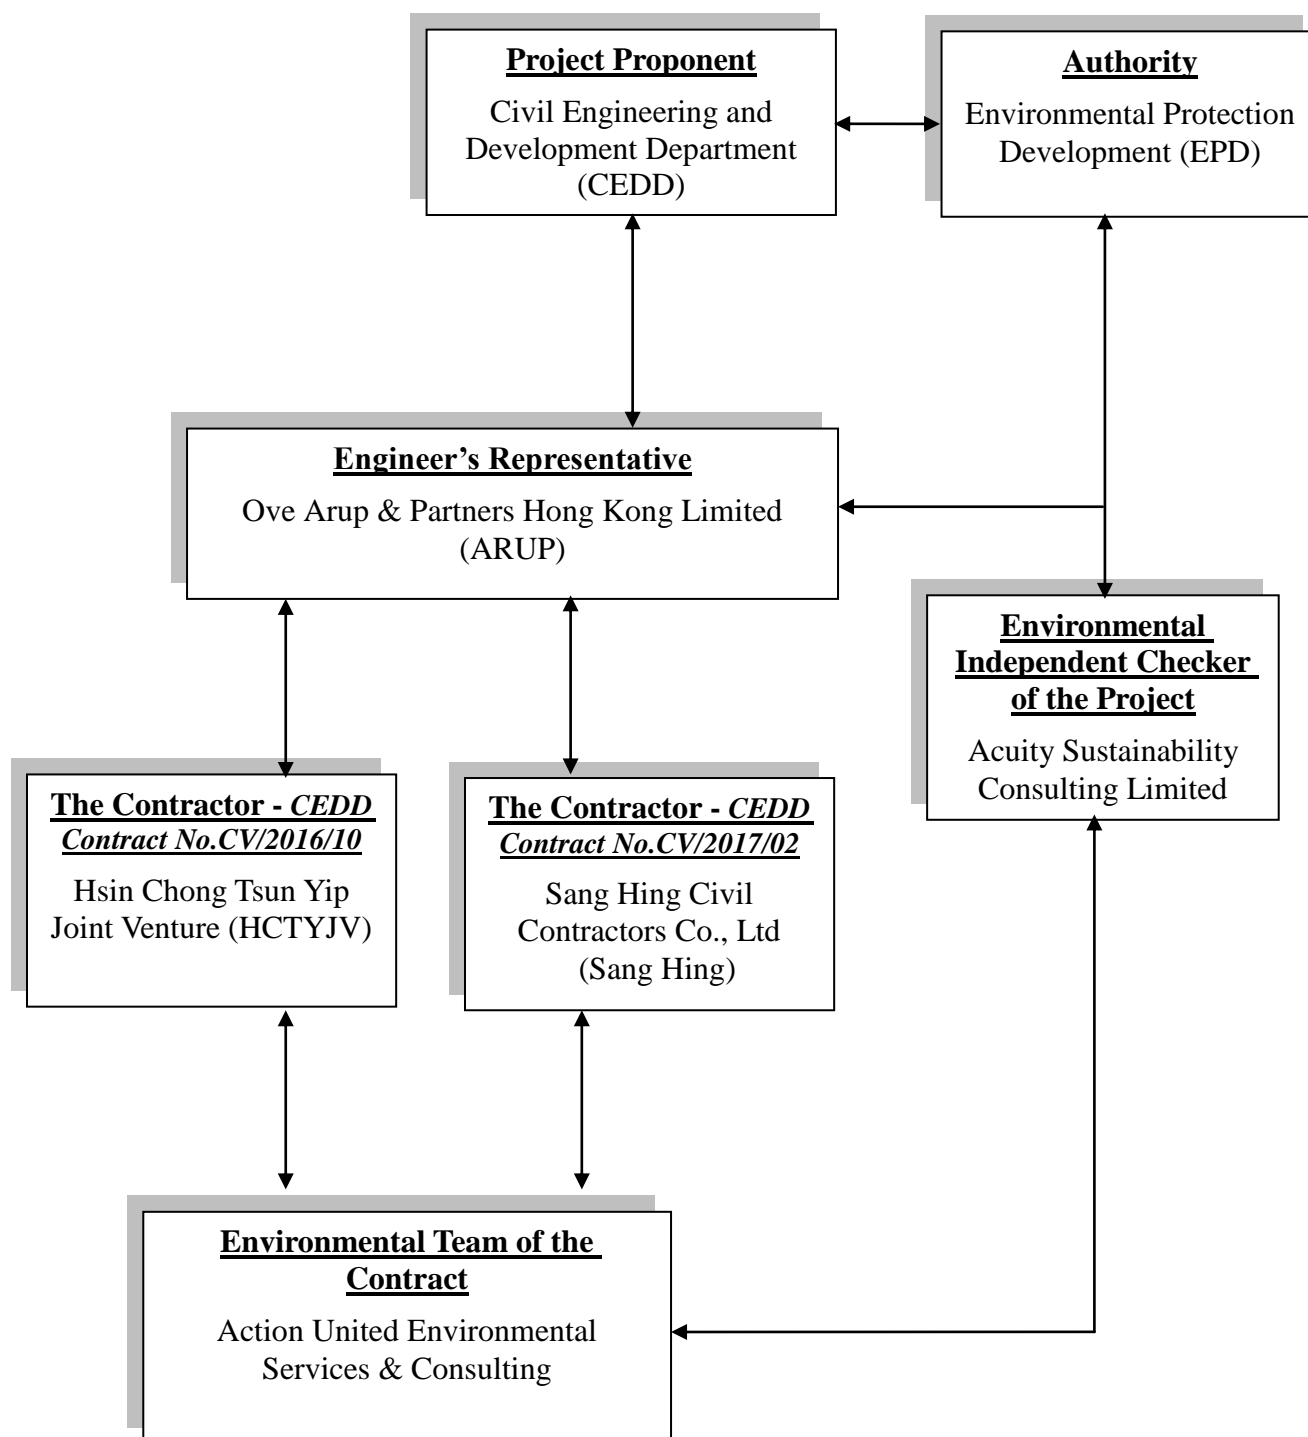 Project Proponent
Civil Engineering and
Development Department
(CEDD)
Authority
Environmental Protection
Development (EPD)
Engineer’s Representative
Ove Arup & Partners Hong Kong Limited
(ARUP)
Environmental
Independent Checker
of the Project
Acuity Sustainability
Consulting Limited
The Contractor - CEDD
Contract No.CV/2016/10
Hsin Chong Tsun Yip
Joint Venture (HCTYJV)
The Contractor - CEDD
Contract No.CV/2017/02
Sang Hing Civil
Contractors Co., Ltd
(Sang Hing)
Environmental Team of the
Contract
Action United Environmental
Services & Consulting